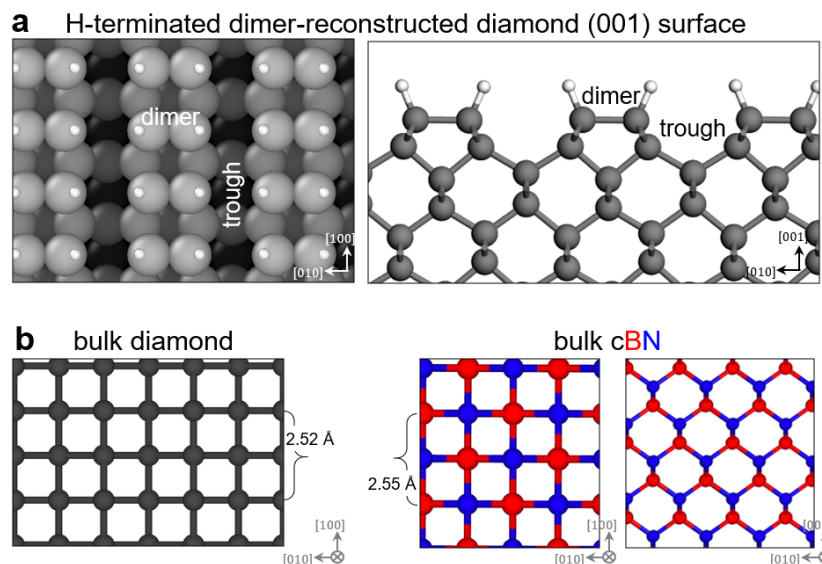 a H-terminated dimer-reconstructed diamond (001) surface
dimer
trough
[100]
[010]
dimer
trough
[001]
[010]
b bulk diamond
bulk cBN
2.52 Å
[100]
[010]
2.55 Å
[100]
[010]
[00
[010]